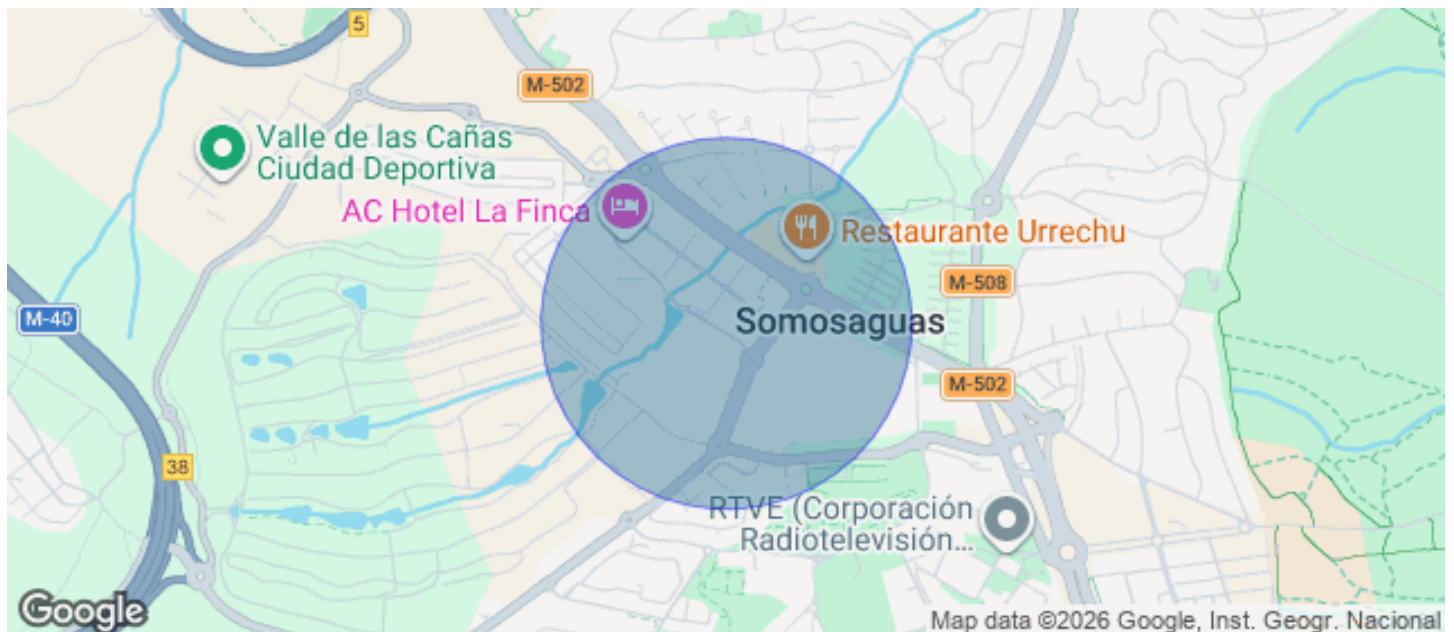 5
M-502
Valle de las Cañas
Ciudad Deportiva
AC Hotel La Finca
Restaurante Urrechu
M-508
M-40
Somosaguas
M-502
38
RTVE (Corporación
Radiotelevisión...
Google
Map data ©2026 Google, Inst. Geogr. Nacional